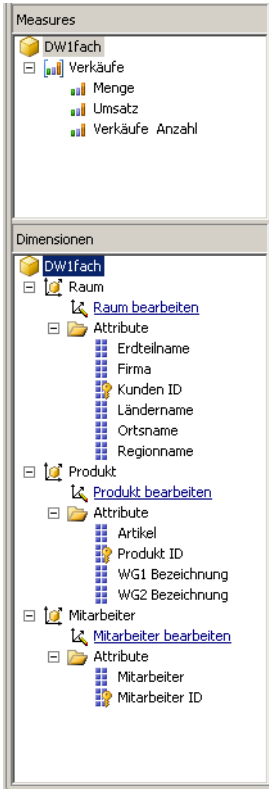 Measures
DW1fach
Verkäufe
Menge
Umsatz
Verkäufe Anzahl
Dimensionen
DW1fach
Raum
Raum bearbeiten
Attribute
Erdteilname
Firma
Kunden ID
Ländername
Ortsname
Regionname
Produkt
Produkt bearbeiten
Attribute
Artikel
Produkt ID
WG1 Bezeichnung
WG2 Bezeichnung
Mitarbeiter
Mitarbeiter bearbeiten
Attribute
Mitarbeiter
Mitarbeiter ID